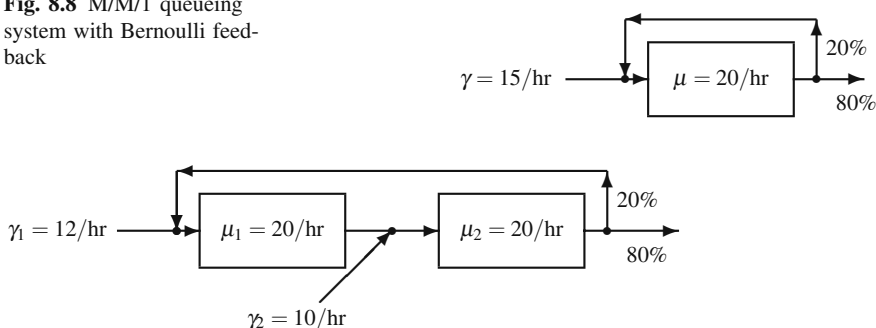 Fig. 8.8 M/M/1 queueing
system with Bernoulli feed-
back
20%
γ = 15/hr
μ = 20/hr
80%
20%
γ₁ = 12/hr
μ₁ = 20/hr
μ₂ = 20/hr
80%
γ₂ = 10/hr